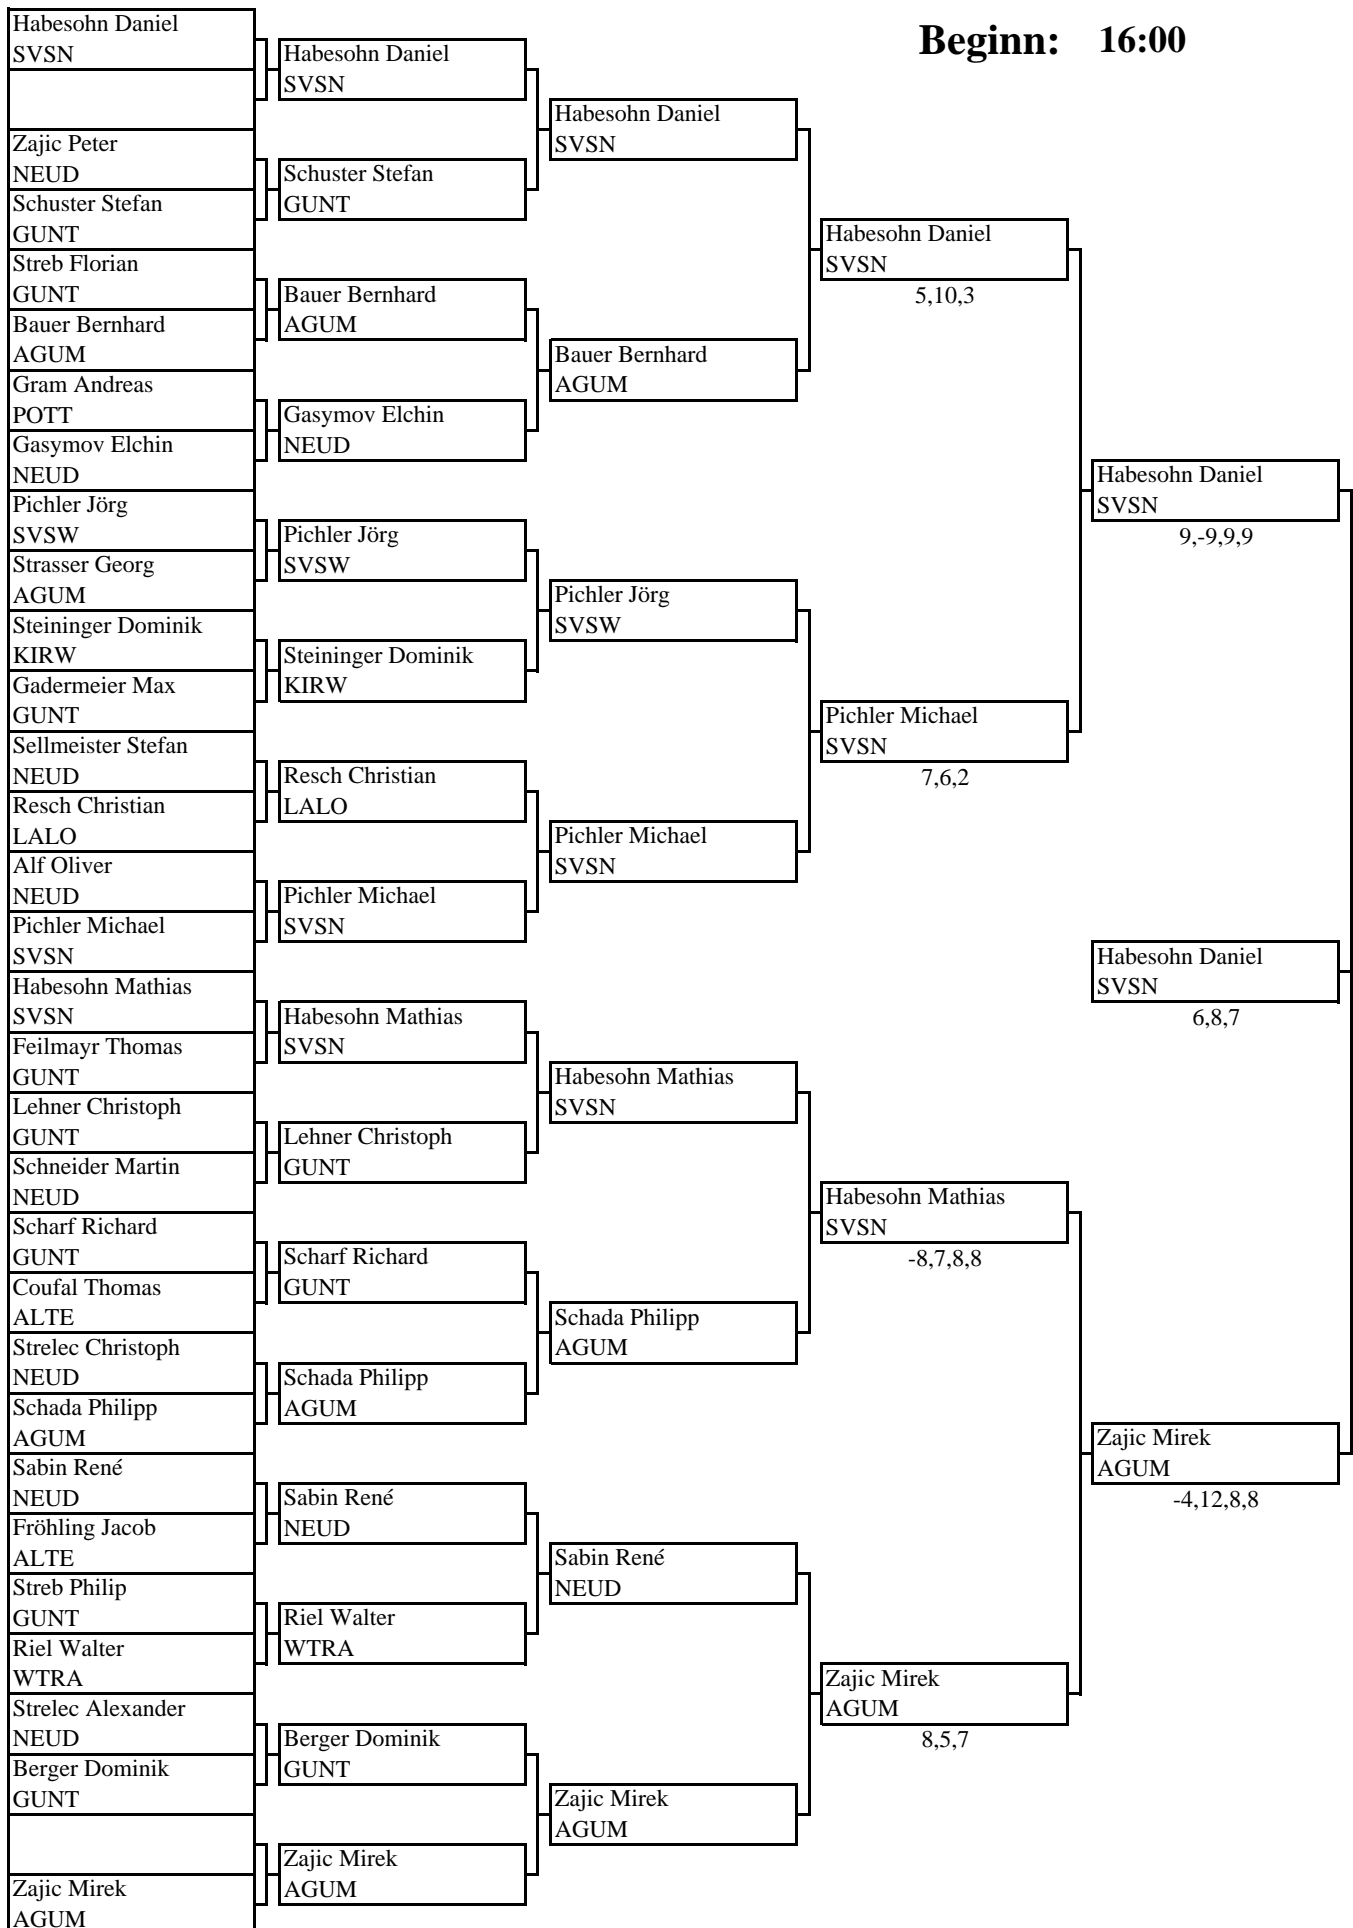 Beginn: 16:00
Habesohn Daniel
SVSN
Zajic Peter
NEUD
Schuster Stefan
GUNT
Streb Florian
GUNT
Bauer Bernhard
AGUM
Gram Andreas
POTT
Gasymov Elchin
NEUD
Pichler Jörg
SVSW
Strasser Georg
AGUM
Steininger Dominik
KIRW
Gadermeier Max
GUNT
Sellmeister Stefan
NEUD
Resch Christian
LALO
Alf Oliver
NEUD
Pichler Michael
SVSN
Habesohn Mathias
SVSN
Feilmayr Thomas
GUNT
Lehner Christoph
GUNT
Schneider Martin
NEUD
Scharf Richard
GUNT
Coufal Thomas
ALTE
Strelec Christoph
NEUD
Schada Philipp
AGUM
Sabin René
NEUD
Fröhling Jacob
ALTE
Streb Philip
GUNT
Riel Walter
WTRA
Strelec Alexander
NEUD
Berger Dominik
GUNT
Zajic Mirek
AGUM
Habesohn Daniel
SVSN
Schuster Stefan
GUNT
Bauer Bernhard
AGUM
Gasymov Elchin
NEUD
Pichler Jörg
SVSW
Steininger Dominik
KIRW
Resch Christian
LALO
Pichler Michael
SVSN
Habesohn Mathias
SVSN
Lehner Christoph
GUNT
Scharf Richard
GUNT
Schada Philipp
AGUM
Sabin René
NEUD
Riel Walter
WTRA
Berger Dominik
GUNT
Zajic Mirek
AGUM
Habesohn Daniel
SVSN
Bauer Bernhard
AGUM
Pichler Jörg
SVSW
Pichler Michael
SVSN
Habesohn Mathias
SVSN
Schada Philipp
AGUM
Sabin René
NEUD
Zajic Mirek
AGUM
Habesohn Daniel
SVSN
5,10,3
Pichler Michael
SVSN
7,6,2
Habesohn Mathias
SVSN
-8,7,8,8
Zajic Mirek
AGUM
8,5,7
Habesohn Daniel
SVSN
9,-9,9,9
Habesohn Daniel
SVSN
6,8,7
Zajic Mirek
AGUM
-4,12,8,8